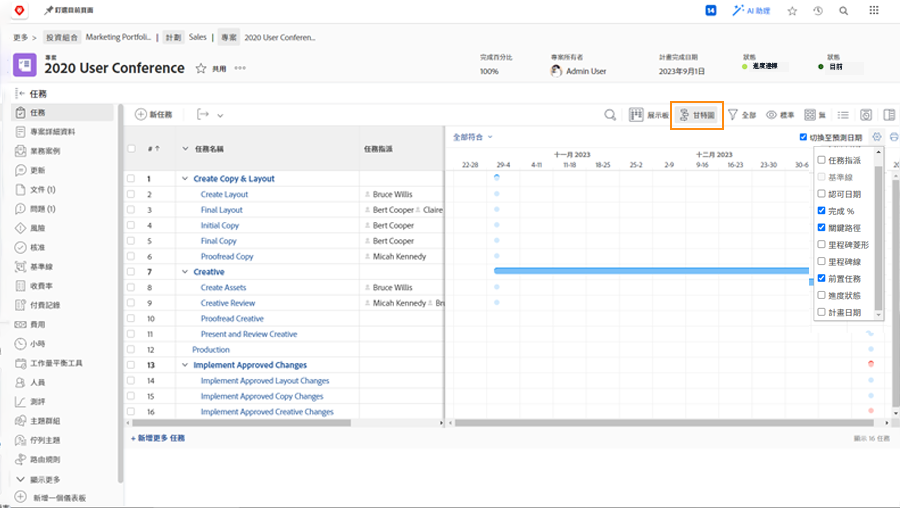 釘選目前頁面
14 AI 助理
更多 > 投資組合 Marketing Portfolio... | 計劃 Sales | 專案 2020 User Conferen...
專案
2020 User Conference 共用
完成百分比 專案所有者 計畫完成日期 狀態 狀態
100% Admin User 2023年9月1日 進度遲緩 目前
任務
任務
專案詳細資料
業務案例
更新
文件 (1)
問題 (1)
風險
核准
基準線
收費率
付費記錄
費用
小時
工作量平衡工具
人員
測評
主題群組
佇列主題
路由規則
顯示更多
新增一個儀表板
新任務 展示板 甘特圖 全部 標準 無
# 任務名稱 任務指派
1 Create Copy & Layout
2 Create Layout Bruce Willis
3 Final Layout Bert Cooper Claire
4 Initial Copy Bert Cooper
5 Final Copy Bert Cooper
6 Proofread Copy Micah Kennedy
7 Creative
8 Create Assets Bruce Willis
9 Creative Review Micah Kennedy Br
10 Proofread Creative
11 Present and Review Creative
12 Production
13 Implement Approved Changes
14 Implement Approved Layout Changes
15 Implement Approved Copy Changes
16 Implement Approved Creative Changes
+ 新增更多 任務
全部符合 切換至預測日期
十一月 2023 十二月 2023
22-28 29-4 4-11 11-18 18-25 25-2 2-9 9-16 16-23 23-30 30-6 20
任務指派
基準線
認可日期
完成 %
關鍵路徑
里程碑菱形
里程碑線
前置任務
進度狀態
計畫日期
顯示 16 任務